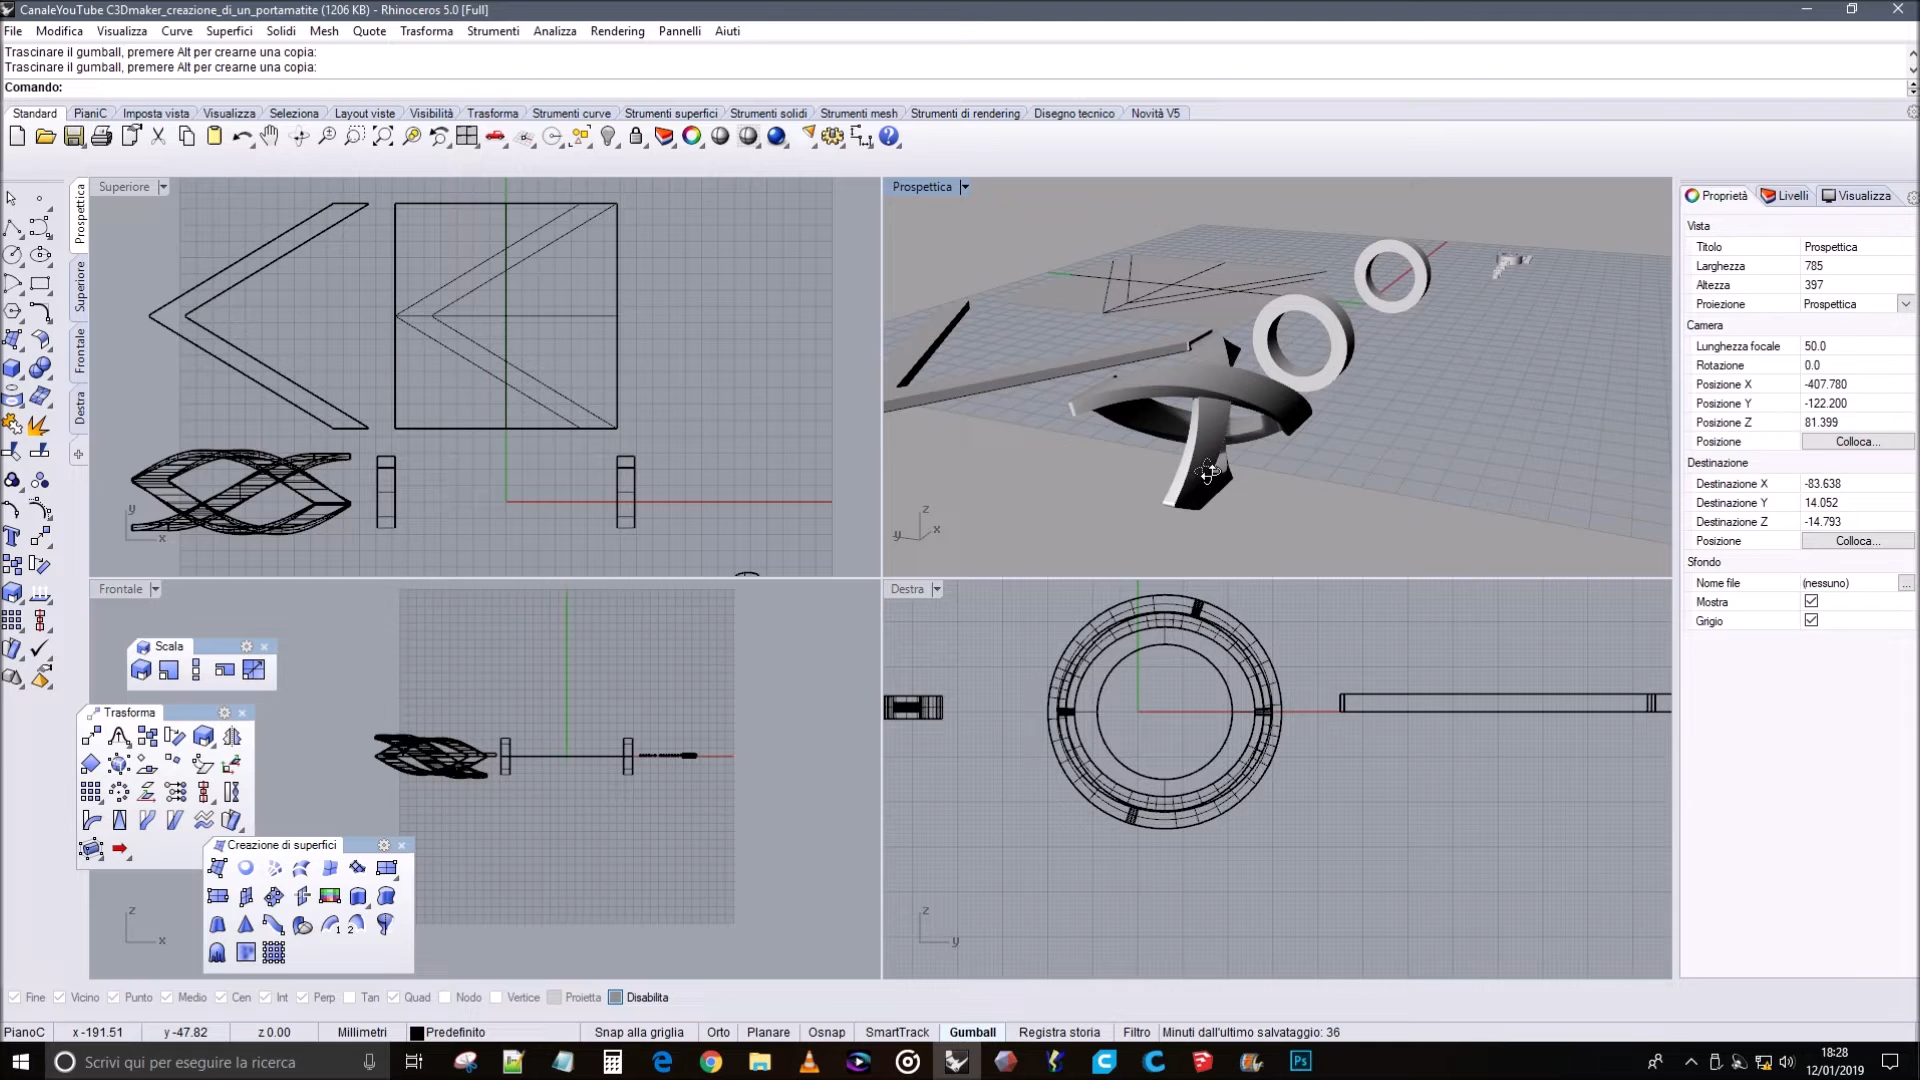 CanaleYouTube C3Dmaker_creazione_di_un_portamatite (1206 KB) - Rhinoceros 5.0 [Full]
File Modifica Visualizza Curve Superfici Solidi Mesh Quote Trasforma Strumenti Analizza Rendering Pannelli Aiuti
Trascinare il gumball, premere Alt per crearne una copia:
Trascinare il gumball, premere Alt per crearne una copia:
Comando:
Standard PianiC Imposta vista Visualizza Seleziona Layout viste Visibilità Trasforma Strumenti curve Strumenti superfici Strumenti solidi Strumenti mesh Strumenti di rendering Disegno tecnico Novità V5
Prospettica
Superiore
Frontale
Destra
Superiore
y
x
Prospettica
z
y
x
Frontale
Scala
Trasforma
Creazione di superfici
1 2
z
x
Destra
z
y
Proprietà Livelli Visualizza
Vista
Titolo Prospettica
Larghezza 785
Altezza 397
Proiezione Prospettica
Camera
Lunghezza focale 50.0
Rotazione 0.0
Posizione X -407.780
Posizione Y -122.200
Posizione Z 81.399
Posizione Colloca...
Destinazione
Destinazione X -83.638
Destinazione Y 14.052
Destinazione Z -14.793
Posizione Colloca...
Sfondo
Nome file (nessuno) ...
Mostra
Grigio
Fine Vicino Punto Medio Cen Int Perp Tan Quad Nodo Vertice Proietta Disabilita
PianoC x -191.51 y -47.82 z 0.00 Millimetri Predefinito Snap alla griglia Orto Planare Osnap SmartTrack Gumball Registra storia Filtro Minuti dall'ultimo salvataggio: 36
Scrivi qui per eseguire la ricerca
Ps
18:28
12/01/2019